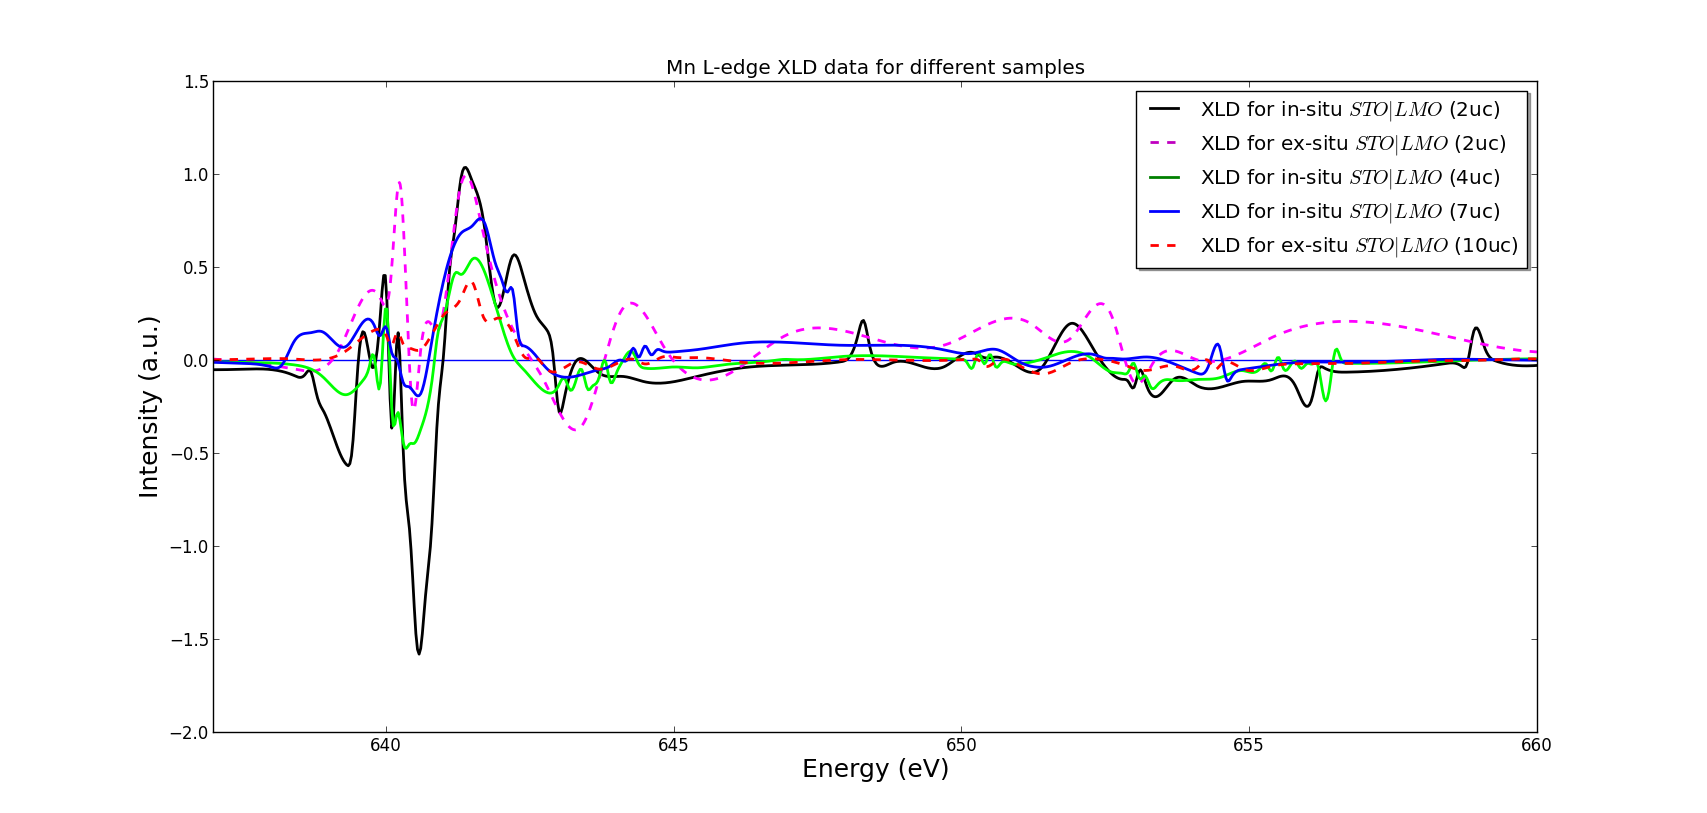 Mn L-edge XLD data for different samples
1.5
1.0
0.5
0.0
−0.5
−1.0
−1.5
−2.0
Intensity (a.u.)
XLD for in-situ STO|LMO (2uc)
XLD for ex-situ STO|LMO (2uc)
XLD for in-situ STO|LMO (4uc)
XLD for in-situ STO|LMO (7uc)
XLD for ex-situ STO|LMO (10uc)
640 645 650 655 660
Energy (eV)